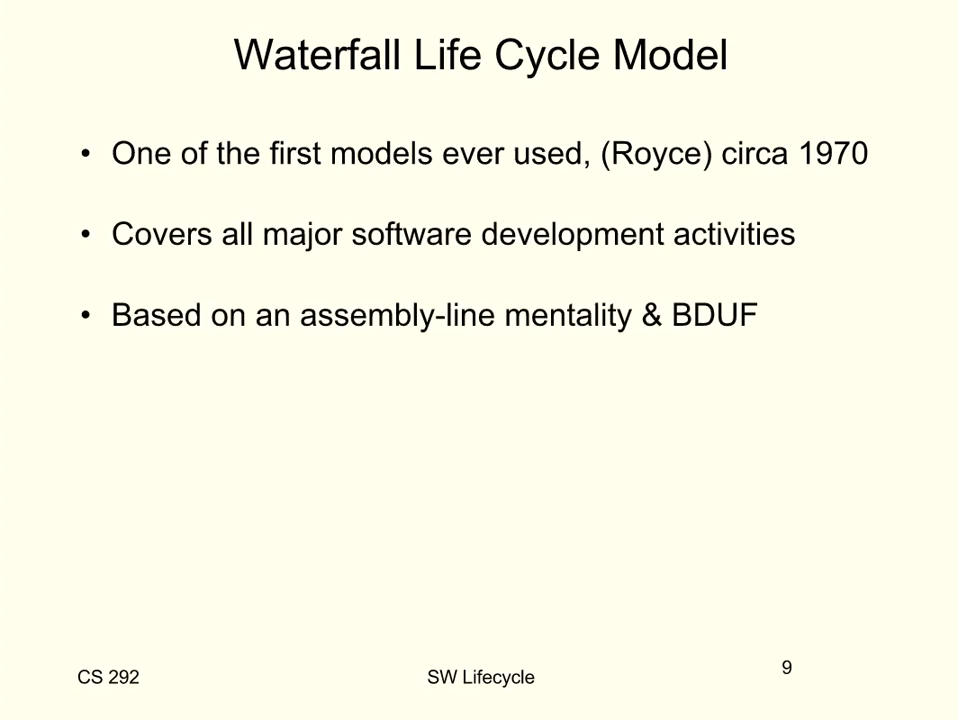 Waterfall Life Cycle Model
• One of the first models ever used, (Royce) circa 1970
• Covers all major software development activities
• Based on an assembly-line mentality & BDUF
CS 292
SW Lifecycle
9